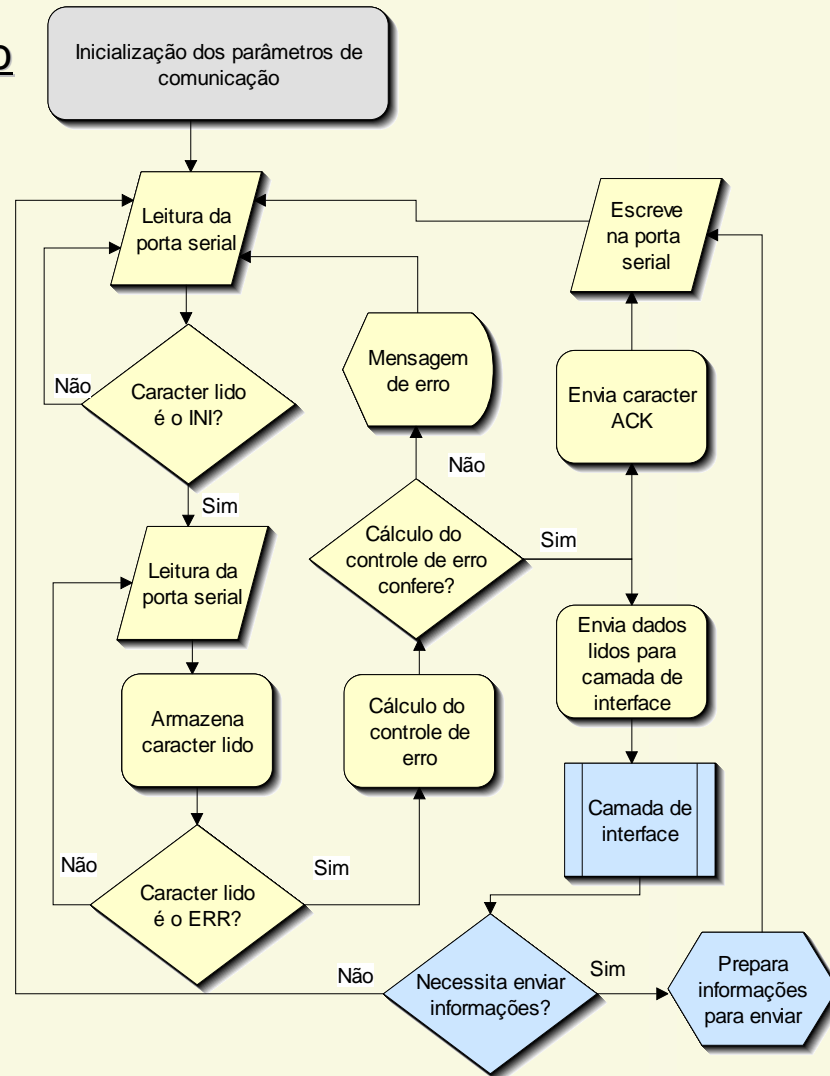 Inicialização dos parâmetros de
comunicação
Leitura da
porta serial
Escreve
na porta
serial
Mensagem
de erro
Envia caracter
ACK
Não
Caracter lido
é o INI?
Não
Sim
Cálculo do
controle de erro
confere?
Sim
Leitura da
porta serial
Envia dados
lidos para
camada de
interface
Armazena
caracter lido
Cálculo do
controle de
erro
Camada de
interface
Não
Sim
Caracter lido
é o ERR?
Não
Necessita enviar
informações?
Sim
Prepara
informações
para enviar